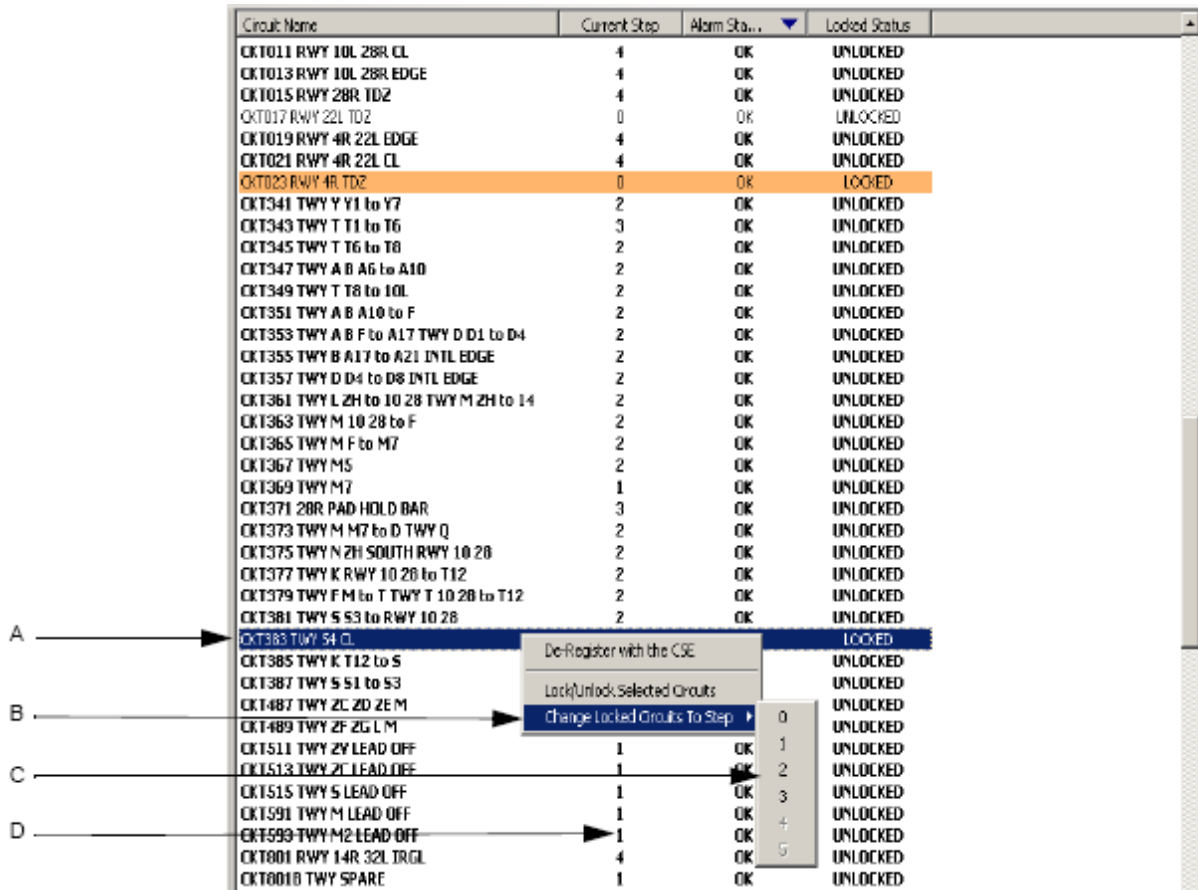 Circuit Name Current Step Alarm Sta... Locked Status
CKT011 RWY 10L 28R CL 4 OK UNLOCKED
CKT013 RWY 10L 28R EDGE 4 OK UNLOCKED
CKT015 RWY 28R TDZ 4 OK UNLOCKED
CKT017 RWY 22L TDZ 0 OK UNLOCKED
CKT019 RWY 4R 22L EDGE 4 OK UNLOCKED
CKT021 RWY 4R 22L CL 4 OK UNLOCKED
CKT023 RWY 4R TDZ 0 OK LOCKED
CKT341 TWY Y Y1 to Y7 2 OK UNLOCKED
CKT343 TWY T T1 to T6 3 OK UNLOCKED
CKT345 TWY T T6 to T8 2 OK UNLOCKED
CKT347 TWY A B A6 to A10 2 OK UNLOCKED
CKT349 TWY T T8 to 10L 2 OK UNLOCKED
CKT351 TWY A B A10 to F 2 OK UNLOCKED
CKT353 TWY A B F to A17 TWY D D1 to D4 2 OK UNLOCKED
CKT355 TWY B A17 to A21 INTL EDGE 2 OK UNLOCKED
CKT357 TWY D D4 to D8 INTL EDGE 2 OK UNLOCKED
CKT361 TWY L 2H to 10 28 TWY M 2H to 14 2 OK UNLOCKED
CKT363 TWY M 10 28 to F 2 OK UNLOCKED
CKT365 TWY M F to M7 2 OK UNLOCKED
CKT367 TWY M5 2 OK UNLOCKED
CKT369 TWY M7 1 OK UNLOCKED
CKT371 28R PAD HOLD BAR 3 OK UNLOCKED
CKT373 TWY M M7 to D TWY Q 2 OK UNLOCKED
CKT375 TWY N 2H SOUTH RWY 10 28 2 OK UNLOCKED
CKT377 TWY K RWY 10 28 to T12 2 OK UNLOCKED
CKT379 TWY F M to T TWY T 10 28 to T12 2 OK UNLOCKED
CKT381 TWY S S3 to RWY 10 28 2 OK UNLOCKED
A CKT383 TWY S4 CL LOCKED
CKT385 TWY K T12 to S UNLOCKED
CKT387 TWY S S1 to S3 UNLOCKED
CKT487 TWY 2C 2D 2E M UNLOCKED
CKT489 TWY 2F 2G L M UNLOCKED
CKT511 TWY 2V LEAD OFF 1 OK UNLOCKED
CKT513 TWY 2C LEAD OFF 1 OK UNLOCKED
CKT515 TWY S LEAD OFF 1 OK UNLOCKED
CKT591 TWY M LEAD OFF 1 OK UNLOCKED
CKT593 TWY M2 LEAD OFF 1 OK UNLOCKED
CKT801 RWY 14R 32L IRGL 4 OK UNLOCKED
CKT801B TWY SPARE 1 OK UNLOCKED
De-Register with the CSE
Lock/Unlock Selected Circuits
B Change Locked Circuits To Step
0
1
C 2
3
4
5
D